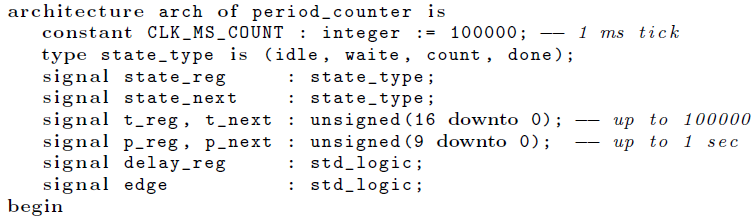 architecture arch of period_counter is
constant CLK_MS_COUNT : integer := 100000; — 1 ms tick
type state_type is (idle, waite, count, done);
signal state_reg : state_type;
signal state_next : state_type;
signal t_reg, t_next : unsigned(16 downto 0); — up to 100000
signal p_reg, p_next : unsigned(9 downto 0); — up to 1 sec
signal delay_reg : std_logic;
signal edge : std_logic;
begin